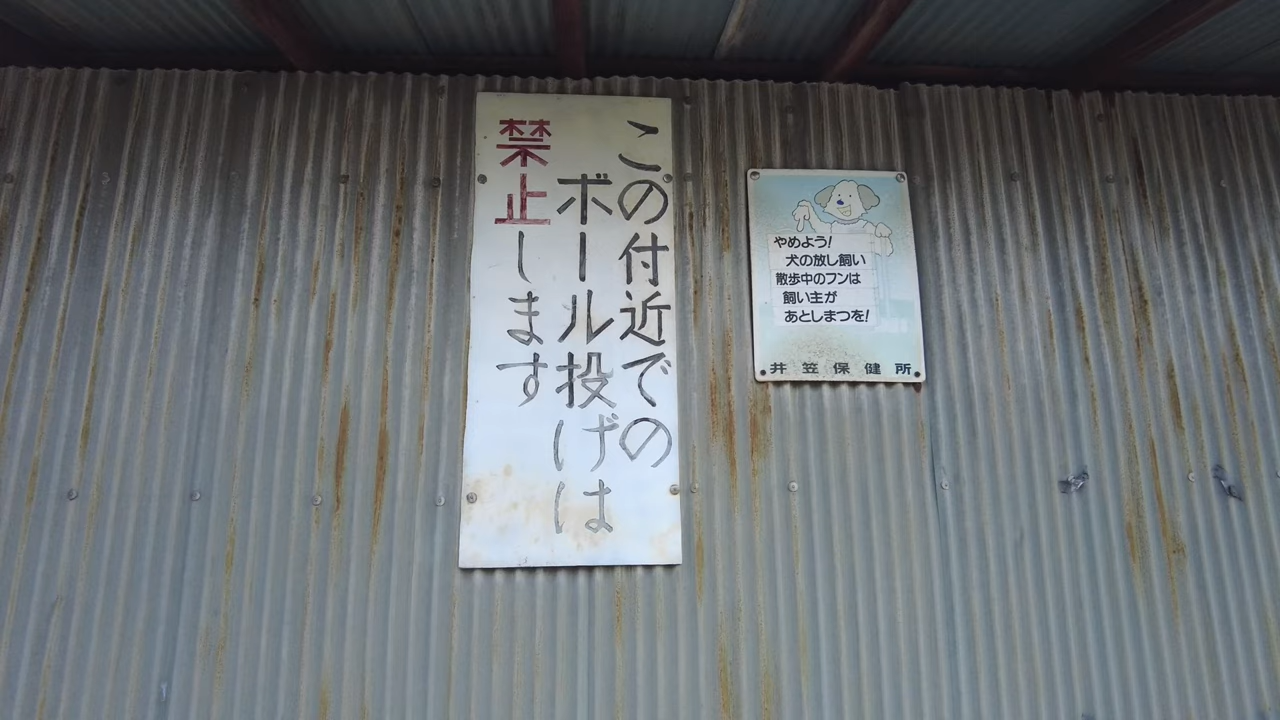 この付近での
ボール投げは
禁止します
やめよう!
犬の放し飼い
散歩中のフンは
飼い主が
あとしまつを!
井笠保健所